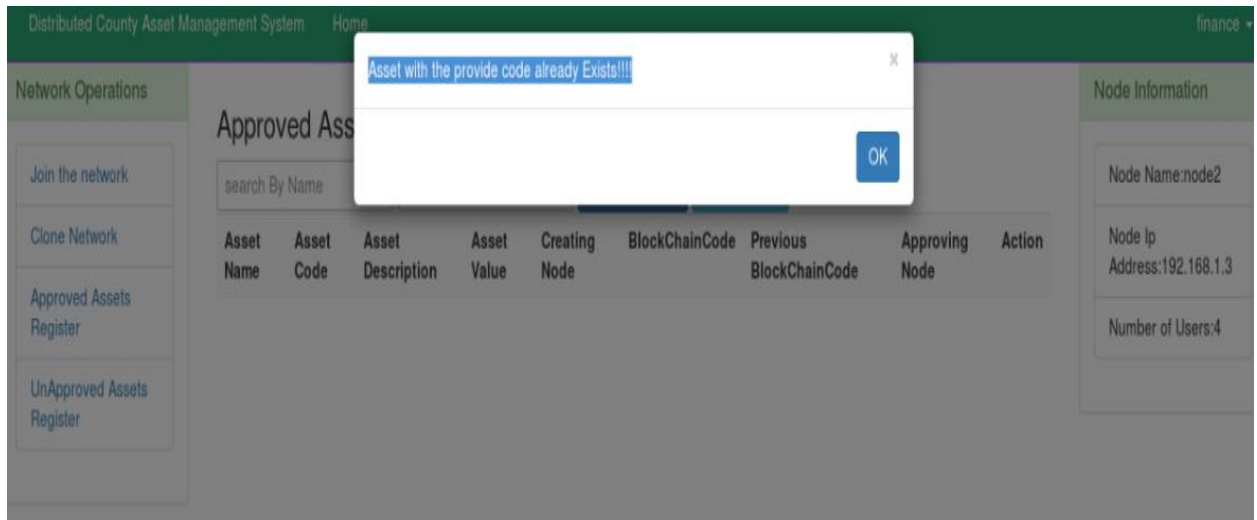 Distributed County Asset Management System Home finance
Asset with the provide code already Exists!!!!
x
OK
Network Operations
Join the network
Clone Network
Approved Assets
Register
UnApproved Assets
Register
Approved Ass
search By Name
Asset Asset Asset Asset Creating BlockChainCode Previous Approving Action
Name Code Description Value Node BlockChainCode Node
Node Information
Node Name:node2
Node Ip
Address:192.168.1.3
Number of Users:4